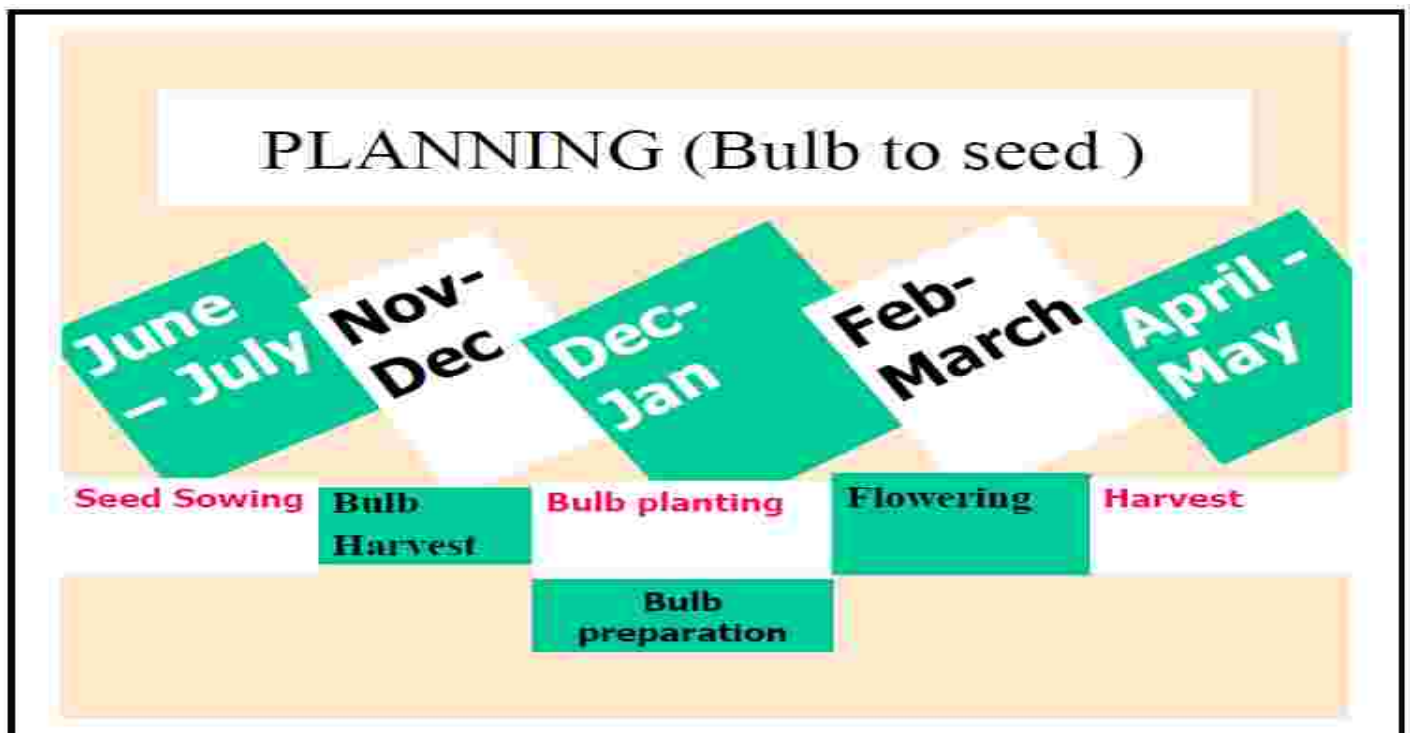 PLANNING (Bulb to seed )
June
– July
Nov-
Dec
Dec-
Jan
Feb-
March
April -
May
Seed Sowing
Bulb
Harvest
Bulb planting
Flowering
Harvest
Bulb
preparation